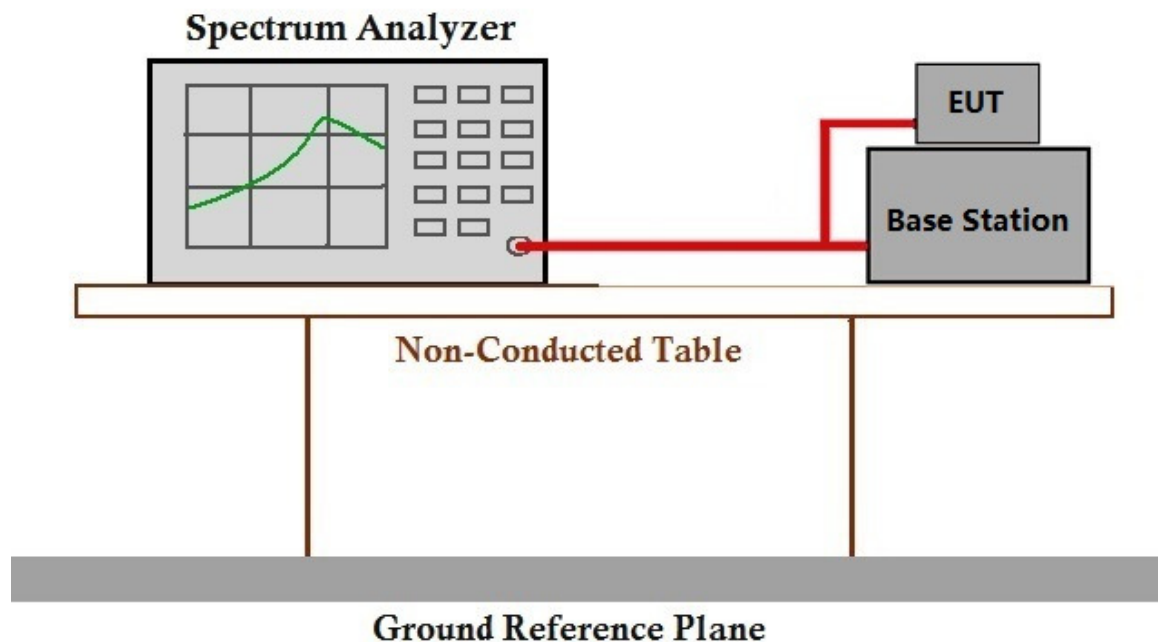 Spectrum Analyzer
EUT
Base Station
Non-Conducted Table
Ground Reference Plane